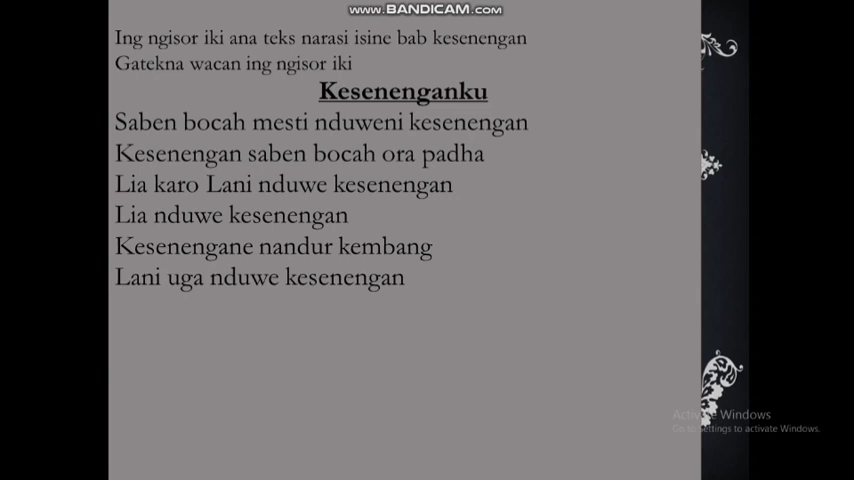 www.BANDICAM.com
Ing ngisor iki ana teks narasi isine bab kesenengan
Gatekna wacan ing ngisor iki
Kesenenganku
Saben bocah mesti nduweni kesenengan
Kesenengan saben bocah ora padha
Lia karo Lani nduwe kesenengan
Lia nduwe kesenengan
Kesenengane nandur kembang
Lani uga nduwe kesenengan
Activate Windows
Go to Settings to activate Windows.